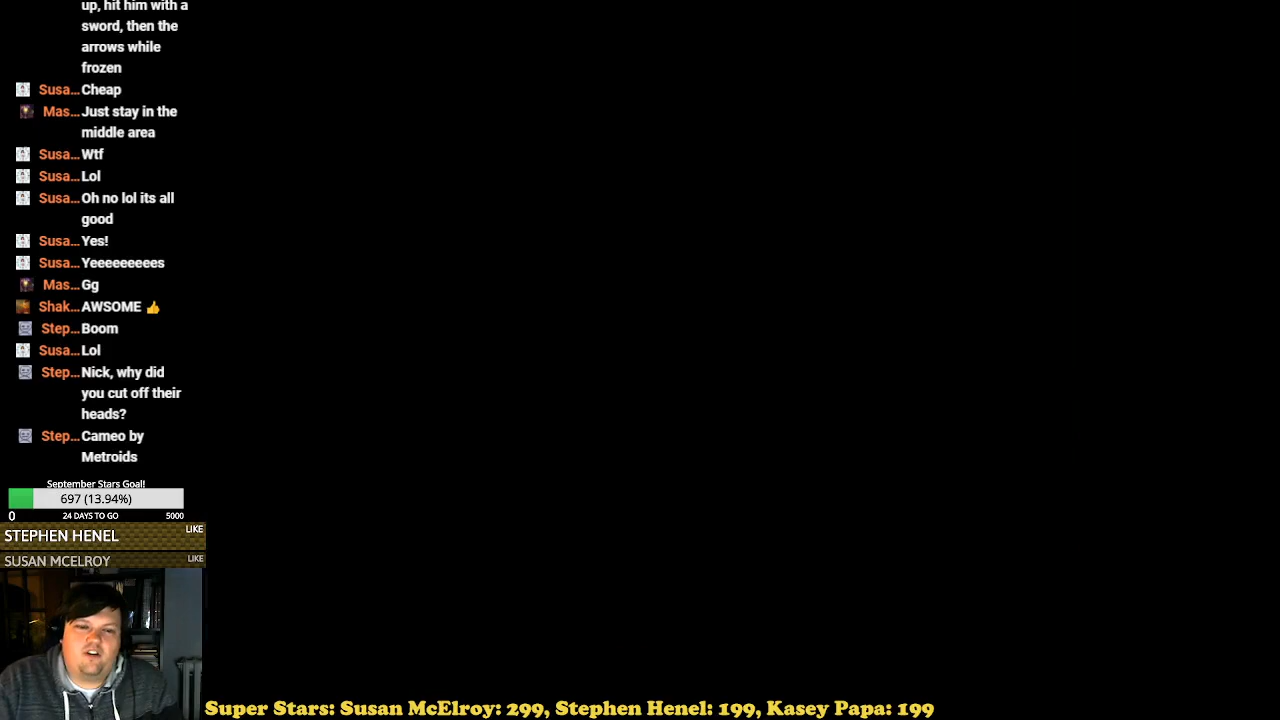 up, hit him with a
sword, then the
arrows while
frozen
Susa... Cheap
Mas... Just stay in the
middle area
Susa... Wtf
Susa... Lol
Susa... Oh no lol its all
good
Susa... Yes!
Susa... Yeeeeeeeees
Mas... Gg
Shak... AWSOME 👍
Step... Boom
Susa... Lol
Step... Nick, why did
you cut off their
heads?
Step... Cameo by
Metroids
September Stars Goal!
697 (13.94%)
0 24 DAYS TO GO 5000
STEPHEN HENEL LIKE
SUSAN MCELROY LIKE
Super Stars: Susan McElroy: 299, Stephen Henel: 199, Kasey Papa: 199